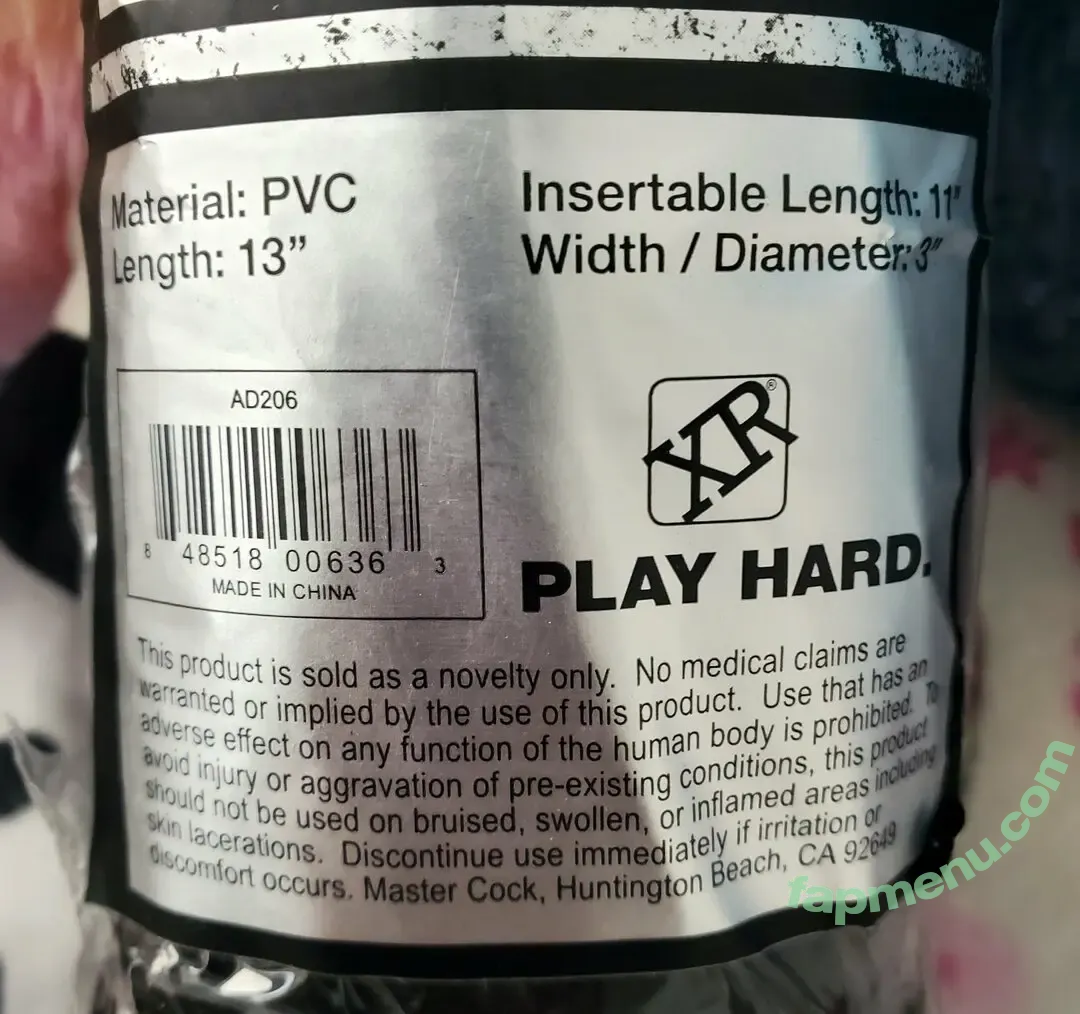 Material: PVC
Length: 13”
Insertable Length: 11"
Width / Diameter: 3"
AD206
8 48518 00636 3
MADE IN CHINA
XR®
PLAY HARD.
This product is sold as a novelty only. No medical claims are
warranted or implied by the use of this product. Use that has an
adverse effect on any function of the human body is prohibited. To
avoid injury or aggravation of pre-existing conditions, this product
should not be used on bruised, swollen, or inflamed areas including
skin lacerations. Discontinue use immediately if irritation or
discomfort occurs. Master Cock, Huntington Beach, CA 92649
fapmenu.com